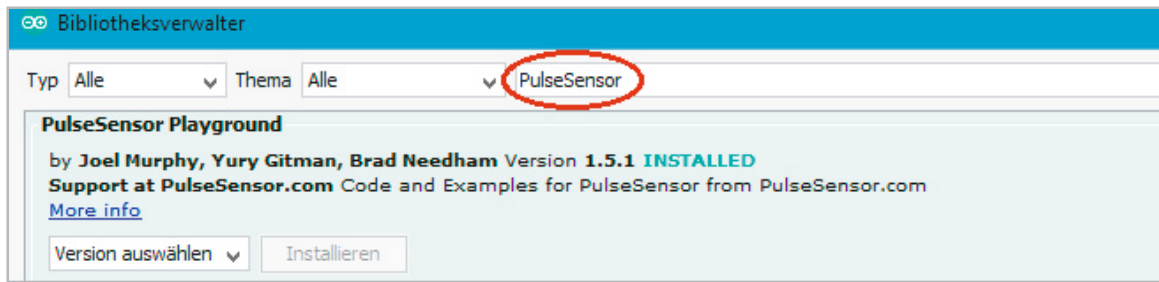 Bibliotheksverwalter
Typ Alle Thema Alle PulseSensor
PulseSensor Playground
by Joel Murphy, Yury Gitman, Brad Needham Version 1.5.1 INSTALLED
Support at PulseSensor.com Code and Examples for PulseSensor from PulseSensor.com
More info
Version auswählen Installieren